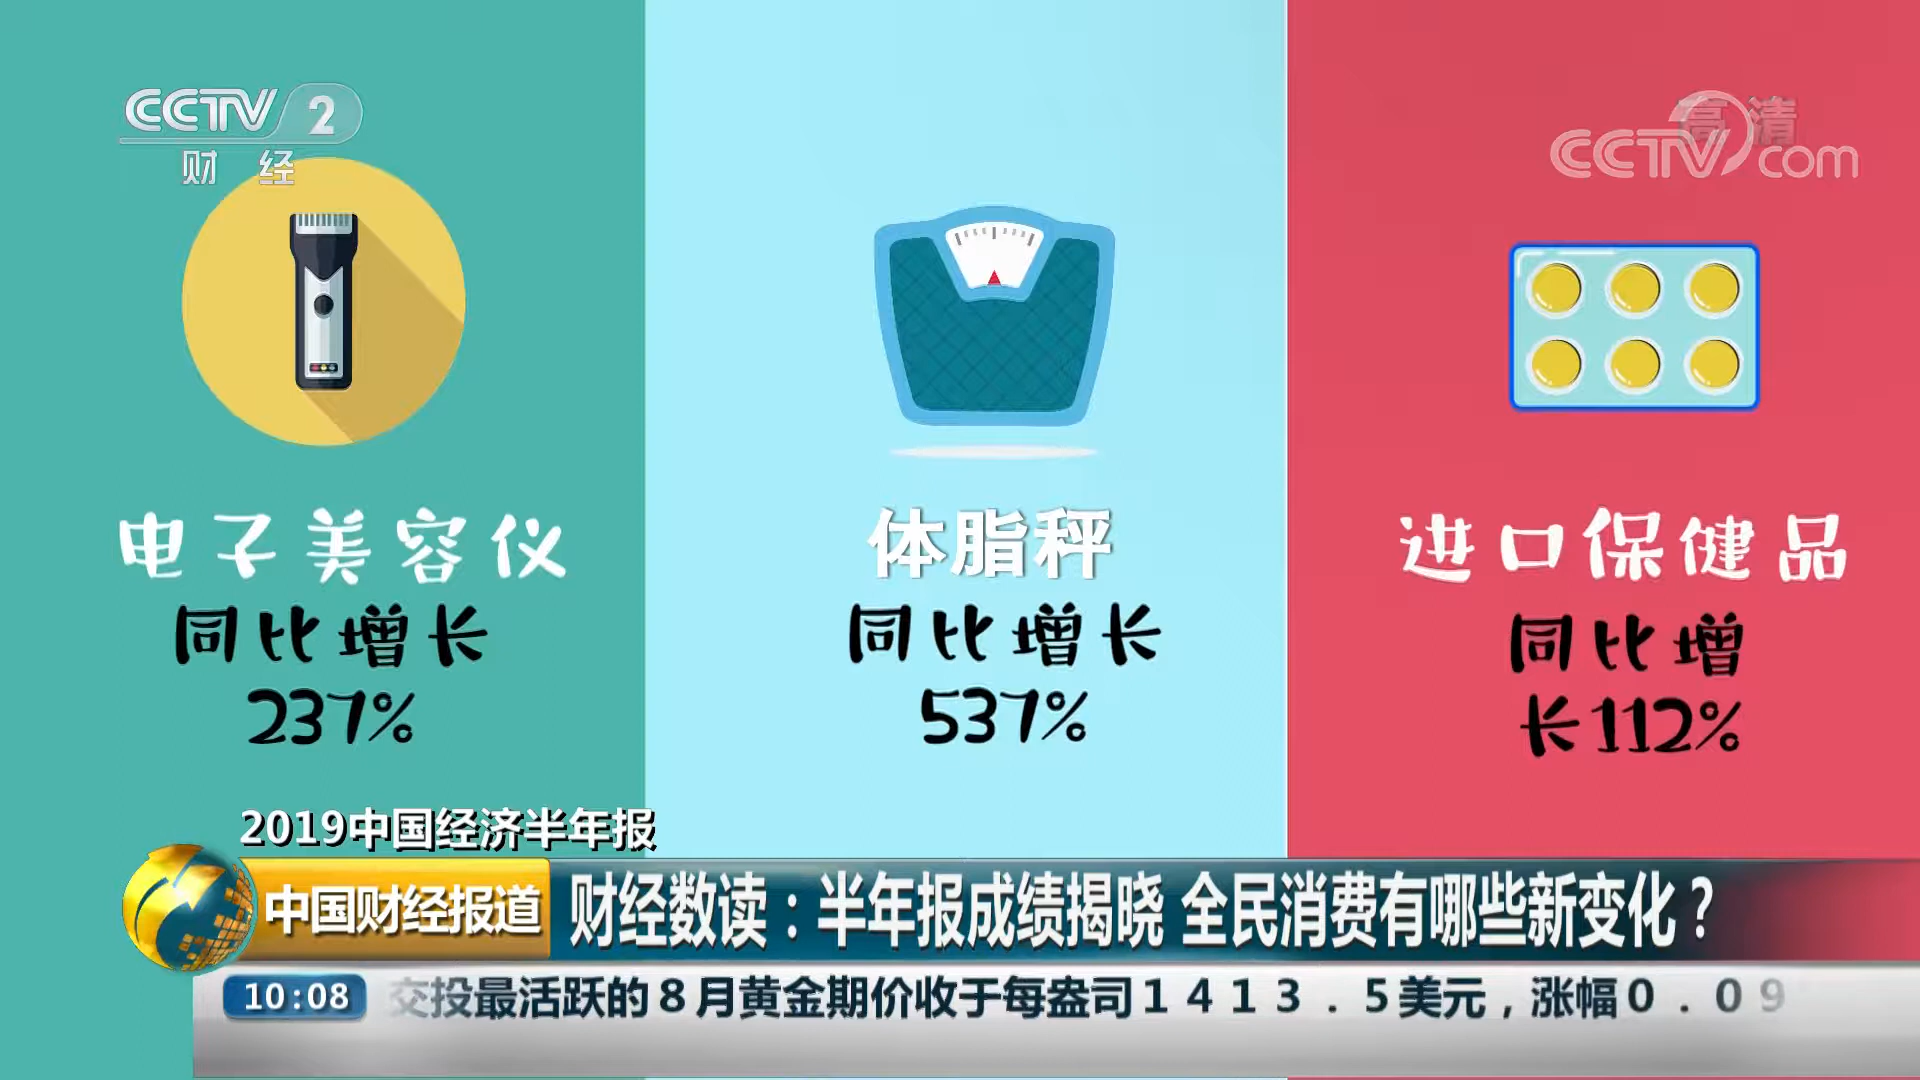 CCTV 2
财 经
高清
CCTV com
电子美容仪
同比增长
237%
体脂秤
同比增长
537%
进口保健品
同比增
长112%
2019中国经济半年报
中国财经报道
财经数读：半年报成绩揭晓 全民消费有哪些新变化？
10:08
交投最活跃的８月黄金期价收于每盎司１４１３．５美元，涨幅０．０９